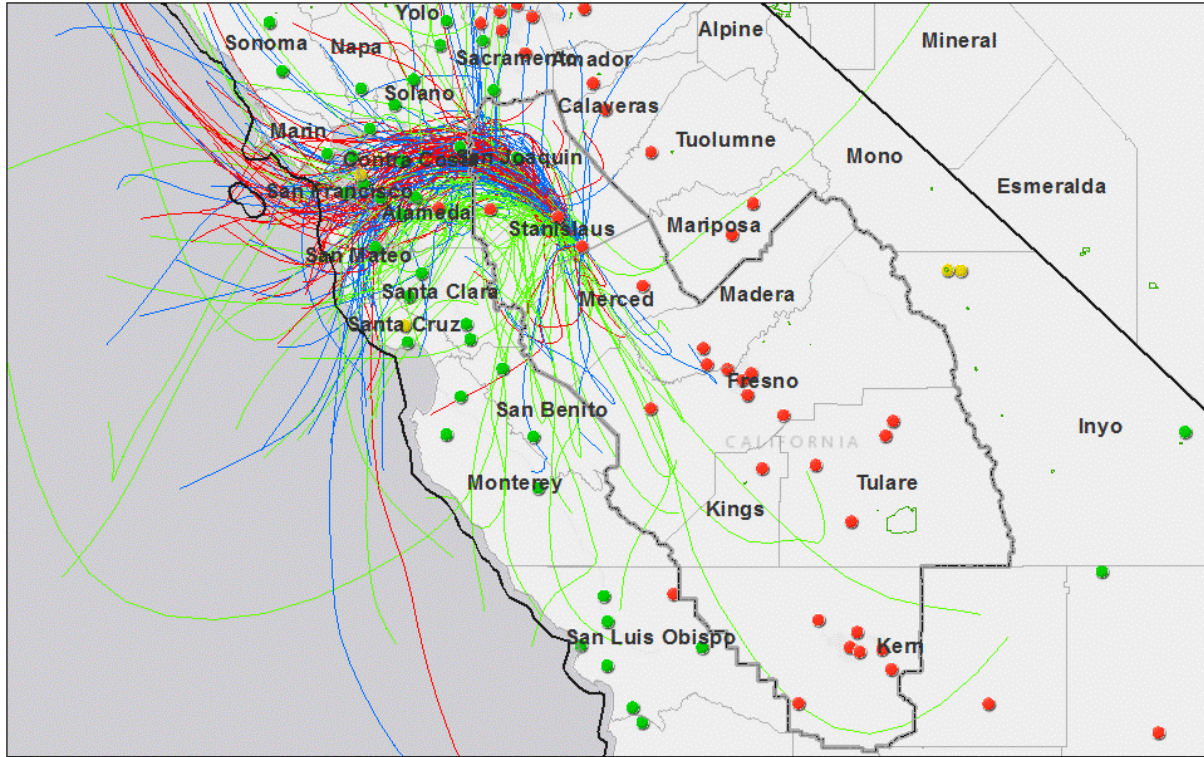 Yolo
Sonoma
Napa
Alpine
Mineral
Sacramento
Amador
Solano
Calaveras
Tuolumne
Marin
Mono
Contra Costa
San Joaquin
Esmeralda
San Francisco
Alameda
Stanislaus
Mariposa
San Mateo
Santa Clara
Merced
Madera
Santa Cruz
Fresno
San Benito
Inyo
CALIFORNIA
Monterey
Tulare
Kings
San Luis Obispo
Kern